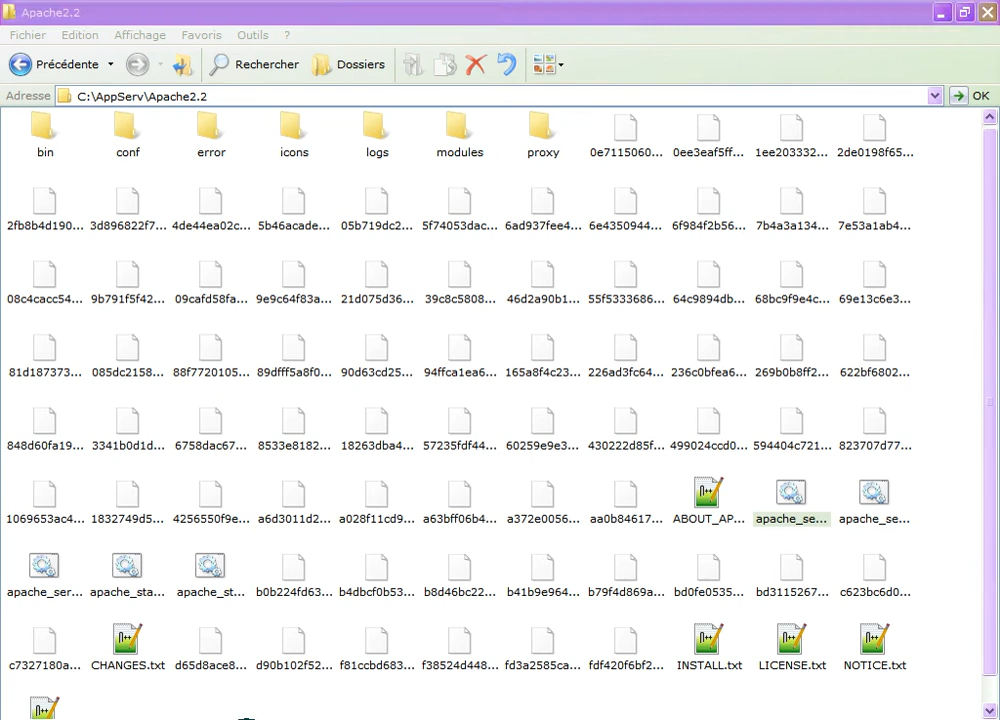 Apache2.2
Fichier Edition Affichage Favoris Outils ?
Précédente Rechercher Dossiers
Adresse C:\AppServ\Apache2.2 OK
bin conf error icons logs modules proxy 0e7115060... 0ee3eaf5ff... 1ee203332... 2de0198f65...
2fb8b4d190... 3d896822f7... 4de44ea02c... 5b46acade... 05b719dc2... 5f74053dac... 6ad937fee4... 6e4350944... 6f984f2b56... 7b4a3a134... 7e53a1ab4...
08c4cacc54... 9b791f5f42... 09cafd58fa... 9e9c64f83a... 21d075d36... 39c8c5808... 46d2a90b1... 55f5333686... 64c9894db... 68bc9f9e4c... 69e13c6e3...
81d187373... 085dc2158... 88f7720105... 89dfff5a8f0... 90d63cd25... 94ffca1ea6... 165a8f4c23... 226ad3fc64... 236c0bfea6... 269b0b8ff2... 622bf6802...
848d60fa19... 3341b0d1d... 6758dac67... 8533e8182... 18263dba4... 57235fdf44... 60259e9e3... 430222d85f... 499024ccd0... 594404c721... 823707d77...
1069653ac4... 1832749d5... 4256550f9e... a6d3011d2... a028f11cd9... a63bff06b4... a372e0056... aa0b84617... ABOUT_AP... apache_se... apache_se...
apache_ser... apache_sta... apache_st... b0b224fd63... b4dbcf0b53... b8d46bc22... b41b9e964... b79f4d869a... bd0fe0535... bd3115267... c623bc6d0...
c7327180a... CHANGES.txt d65d8ace8... d90b102f52... f81ccbd683... f38524d448... fd3a2585ca... fdf420f6bf2... INSTALL.txt LICENSE.txt NOTICE.txt